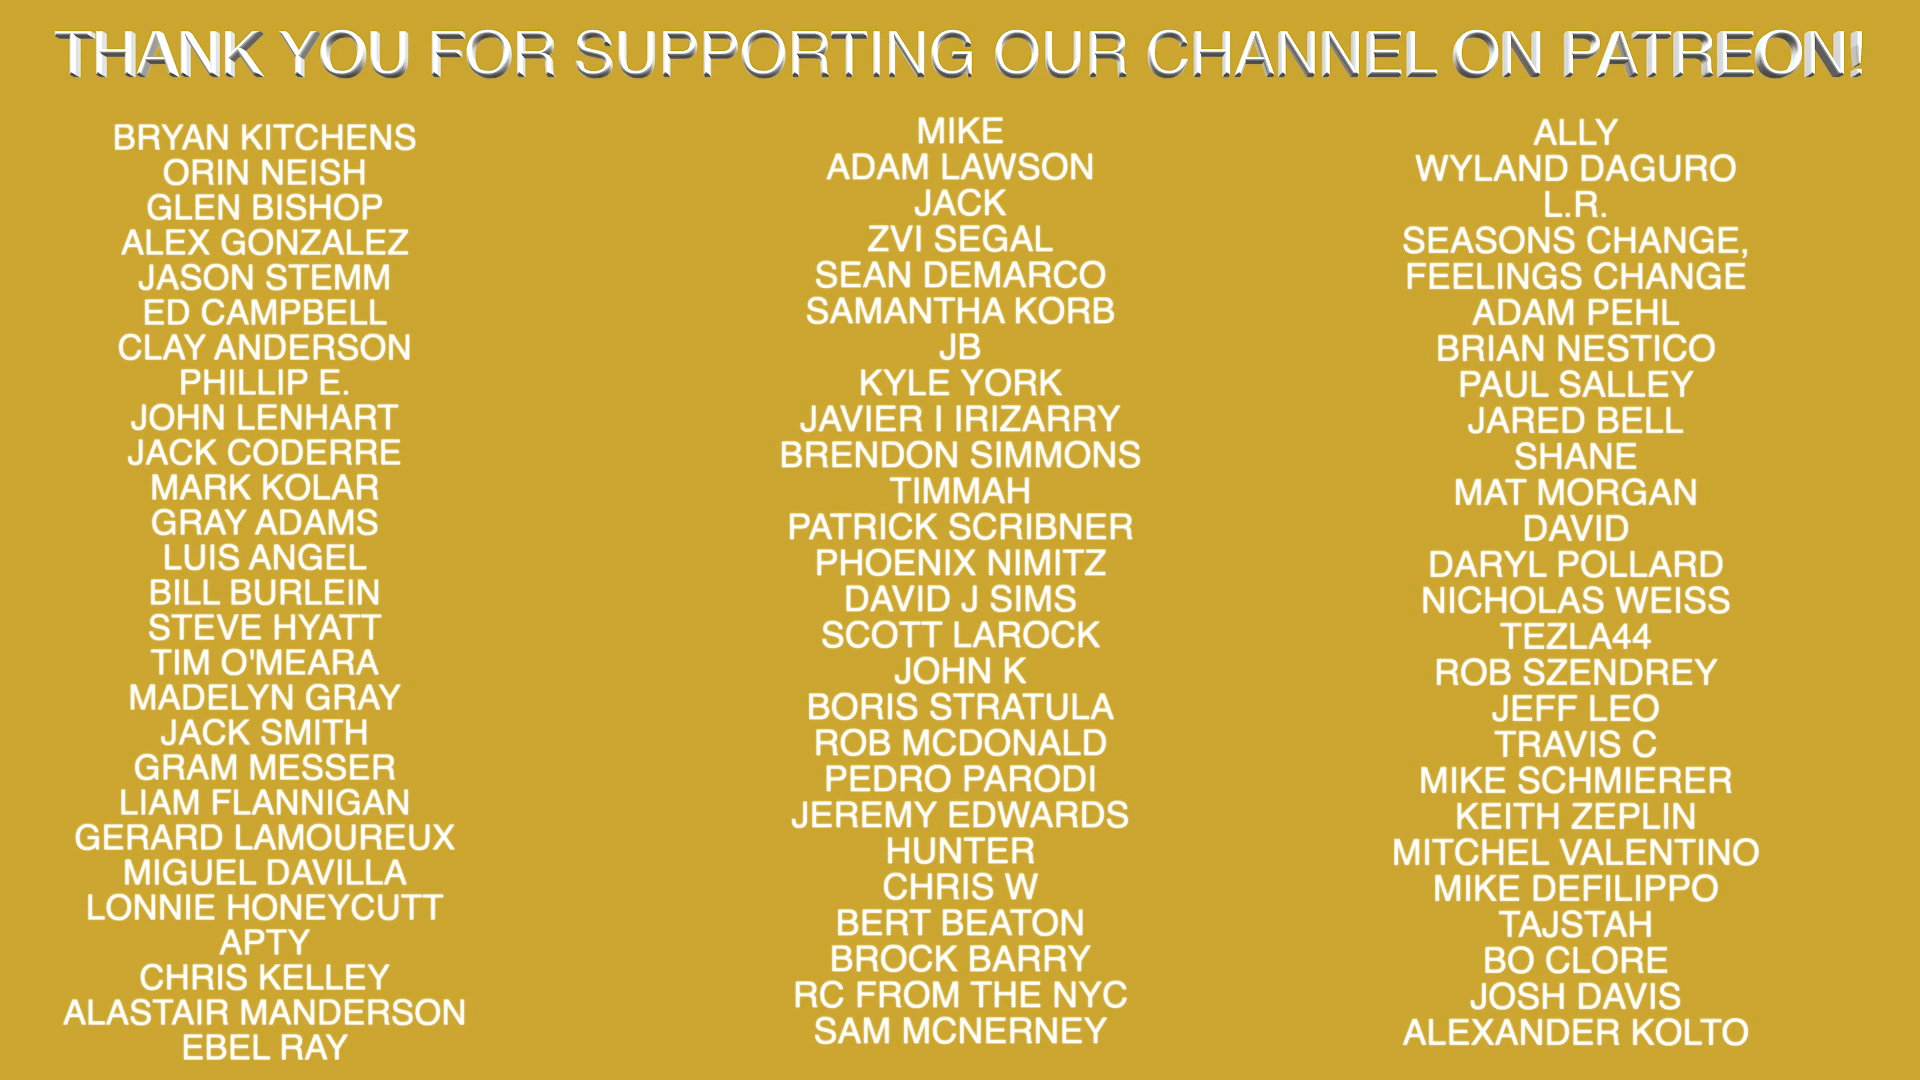 THANK YOU FOR SUPPORTING OUR CHANNEL ON PATREON!
BRYAN KITCHENS
ORIN NEISH
GLEN BISHOP
ALEX GONZALEZ
JASON STEMM
ED CAMPBELL
CLAY ANDERSON
PHILLIP E.
JOHN LENHART
JACK CODERRE
MARK KOLAR
GRAY ADAMS
LUIS ANGEL
BILL BURLEIN
STEVE HYATT
TIM O'MEARA
MADELYN GRAY
JACK SMITH
GRAM MESSER
LIAM FLANNIGAN
GERARD LAMOUREUX
MIGUEL DAVILLA
LONNIE HONEYCUTT
APTY
CHRIS KELLEY
ALASTAIR MANDERSON
EBEL RAY
MIKE
ADAM LAWSON
JACK
ZVI SEGAL
SEAN DEMARCO
SAMANTHA KORB
JB
KYLE YORK
JAVIER I IRIZARRY
BRENDON SIMMONS
TIMMAH
PATRICK SCRIBNER
PHOENIX NIMITZ
DAVID J SIMS
SCOTT LAROCK
JOHN K
BORIS STRATULA
ROB MCDONALD
PEDRO PARODI
JEREMY EDWARDS
HUNTER
CHRIS W
BERT BEATON
BROCK BARRY
RC FROM THE NYC
SAM MCNERNEY
ALLY
WYLAND DAGURO
L.R.
SEASONS CHANGE,
FEELINGS CHANGE
ADAM PEHL
BRIAN NESTICO
PAUL SALLEY
JARED BELL
SHANE
MAT MORGAN
DAVID
DARYL POLLARD
NICHOLAS WEISS
TEZLA44
ROB SZENDREY
JEFF LEO
TRAVIS C
MIKE SCHMIERER
KEITH ZEPLIN
MITCHEL VALENTINO
MIKE DEFILIPPO
TAJSTAH
BO CLORE
JOSH DAVIS
ALEXANDER KOLTO